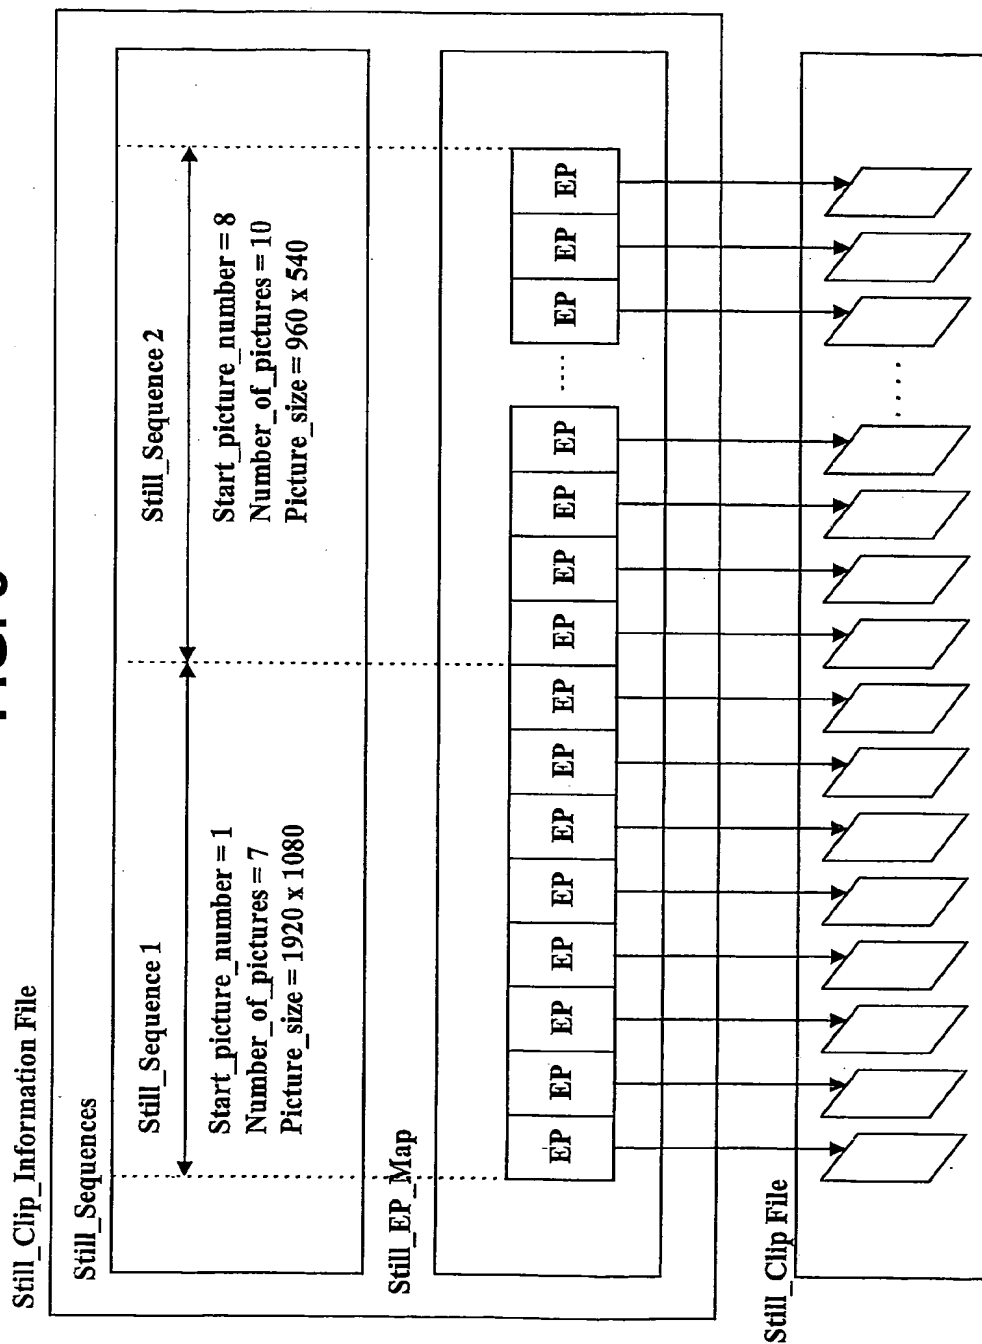 Still_Clip_Information File
Still_Sequences
Still_Sequence 1
Still_Sequence 2
Start_picture_number = 1
Number_of_pictures = 7
Picture_size = 1920 x 1080
Start_picture_number = 8
Number_of_pictures = 10
Picture_size = 960 x 540
Still_EP_Map
EP EP EP EP EP EP EP EP EP EP EP EP ..... EP EP EP
Still_Clip File